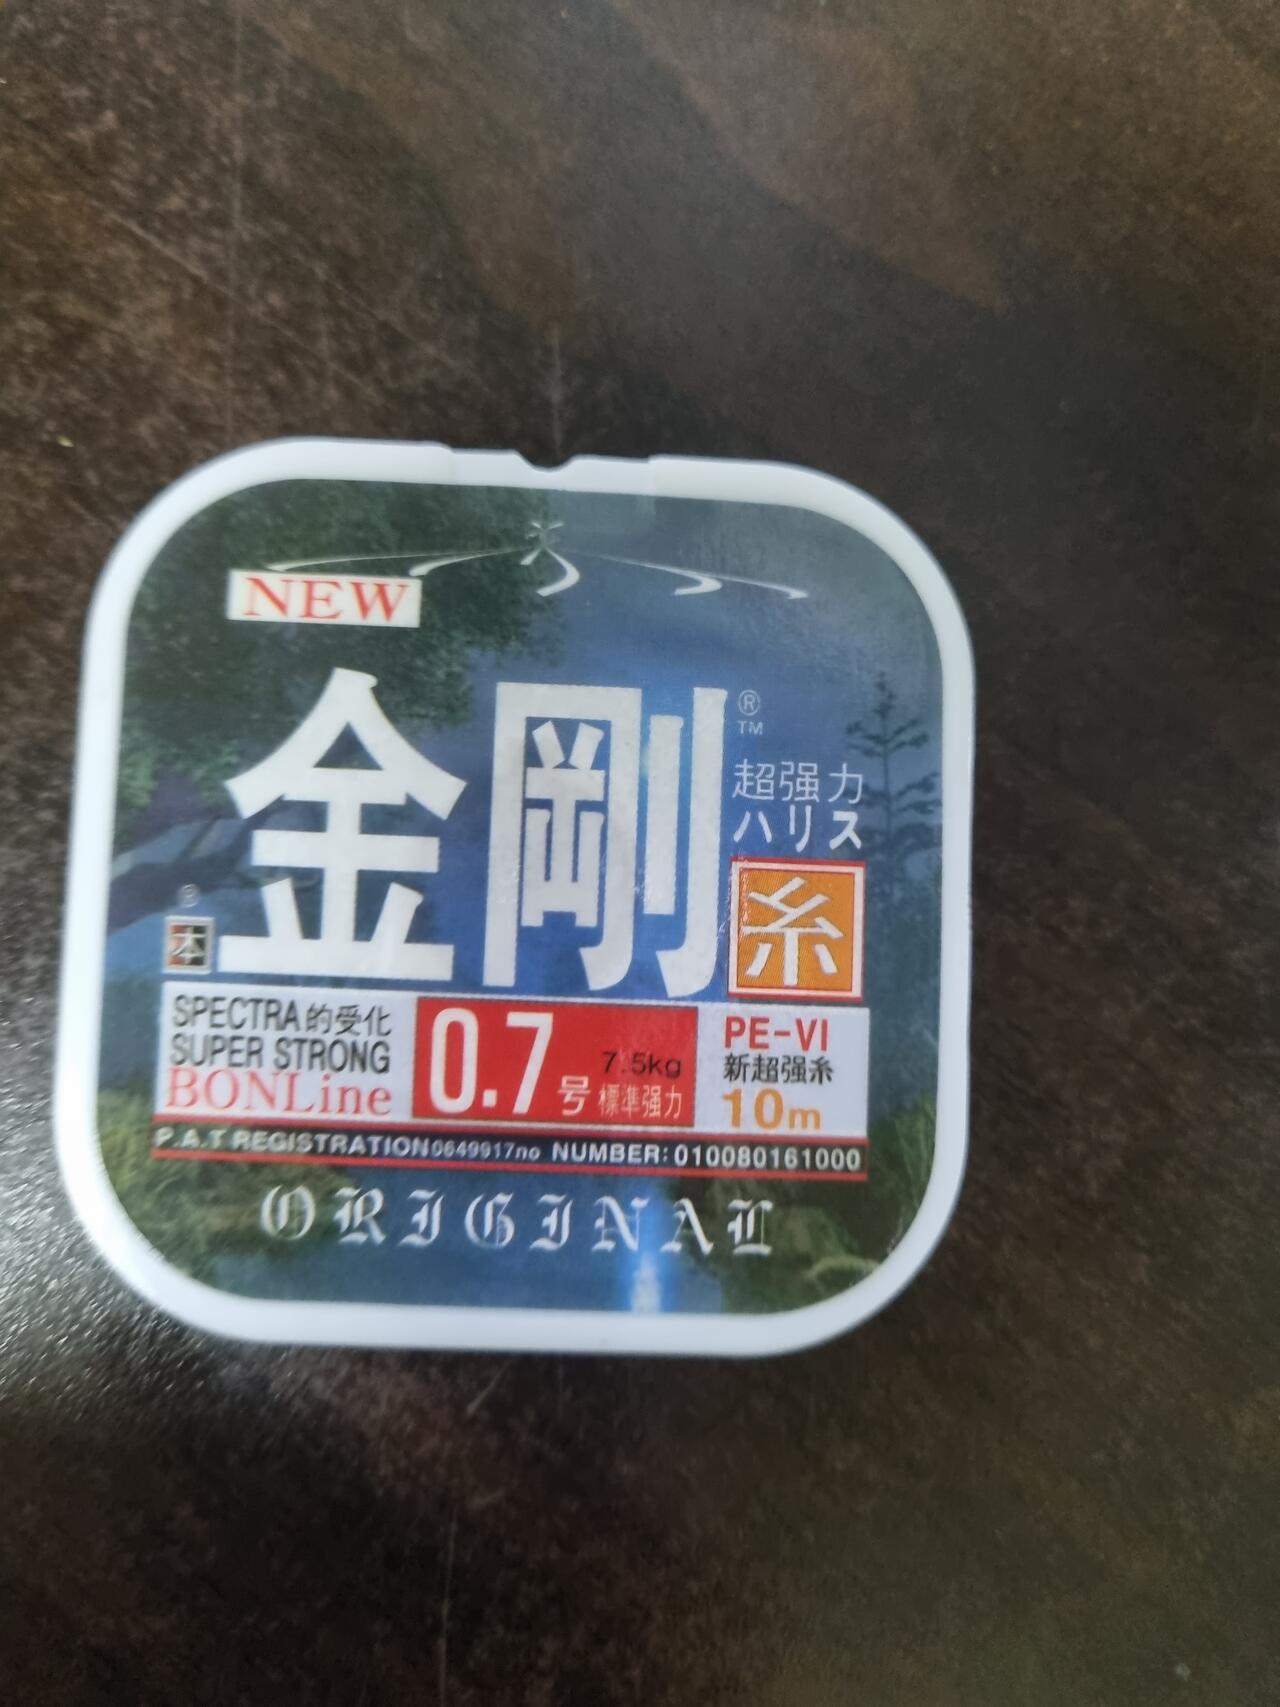 NEW
金剛
®
TM
超强力
ハリス
糸
®
本
SPECTRA的受化
SUPER STRONG
BONLine
0.7号
7.5kg
標準强力
PE-VI
新超强糸
10m
P.A.T REGISTRATION0649917no NUMBER:010080161000
ORIGINAL